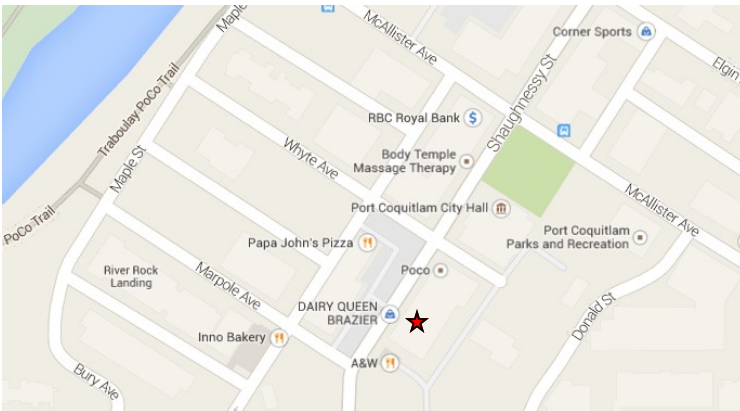 Maple
McAllister Ave
Corner Sports
Elgin
Traboulay PoCo Trail
Shaughnessy St
RBC Royal Bank
$
Whyte Ave
Body Temple
Massage Therapy
Maple St
McAllister Ave
Port Coquitlam City Hall
PoCo Trail
Papa John's Pizza
Port Coquitlam
Parks and Recreation
River Rock
Landing
Marpole Ave
Poco
DAIRY QUEEN
BRAZIER
Donald St
Inno Bakery
A&W
Bury Ave